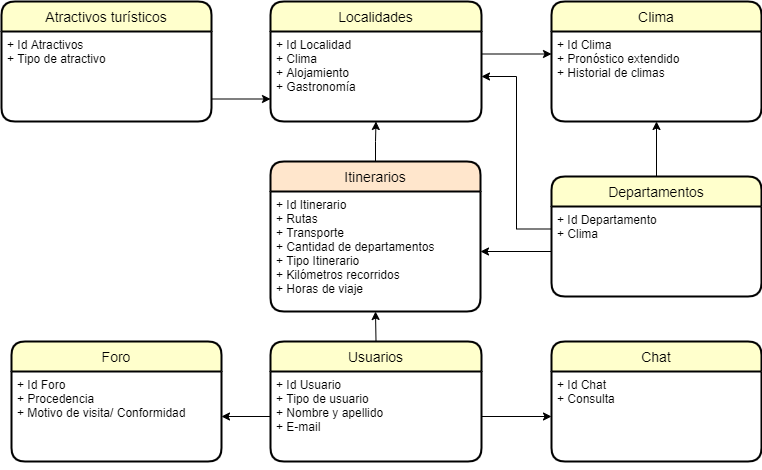 Atractivos turísticos
+ Id Atractivos
+ Tipo de atractivo
Localidades
+ Id Localidad
+ Clima
+ Alojamiento
+ Gastronomía
Clima
+ Id Clima
+ Pronóstico extendido
+ Historial de climas
Itinerarios
+ Id Itinerario
+ Rutas
+ Transporte
+ Cantidad de departamentos
+ Tipo Itinerario
+ Kilómetros recorridos
+ Horas de viaje
Departamentos
+ Id Departamento
+ Clima
Foro
+ Id Foro
+ Procedencia
+ Motivo de visita/ Conformidad
Usuarios
+ Id Usuario
+ Tipo de usuario
+ Nombre y apellido
+ E-mail
Chat
+ Id Chat
+ Consulta